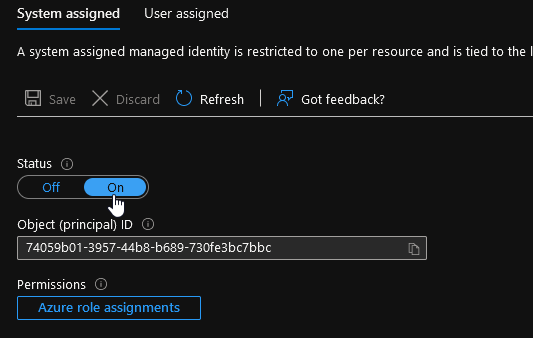 System assigned User assigned
A system assigned managed identity is restricted to one per resource and is tied to the
Save Discard Refresh Got feedback?
Status
Off On
Object (principal) ID
74059b01-3957-44b8-b689-730fe3bc7bbc
Permissions
Azure role assignments